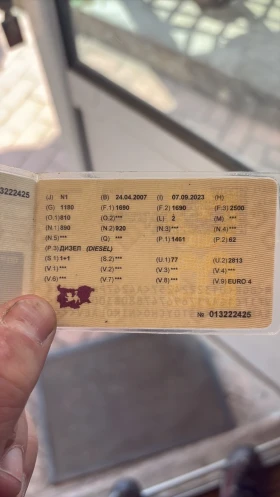 3222425
(J) N1 (B) 24.04.2007 (I) 07.09.2023 (H)
(G) 1180 (F.1) 1690 (F.2) 1690 (F.3) 2500
(O.1) 810 (O.2)*** (L) 2 (M) ***
(N.1) 890 (N.2) 920 (N.3)*** (N.4)***
(N.5)*** (Q) *** (P.1) 1461 (P.2) 62
(P.3) ДИЗЕЛ (DIESEL)
(S.1) 1+1 (S.2)*** (U.1) 77 (U.2) 2813
(V.1)*** (V.2)*** (V.3)*** (V.4)***
(V.6)*** (V.7)*** (V.8)*** (V.9) EURO 4
№ 013222425